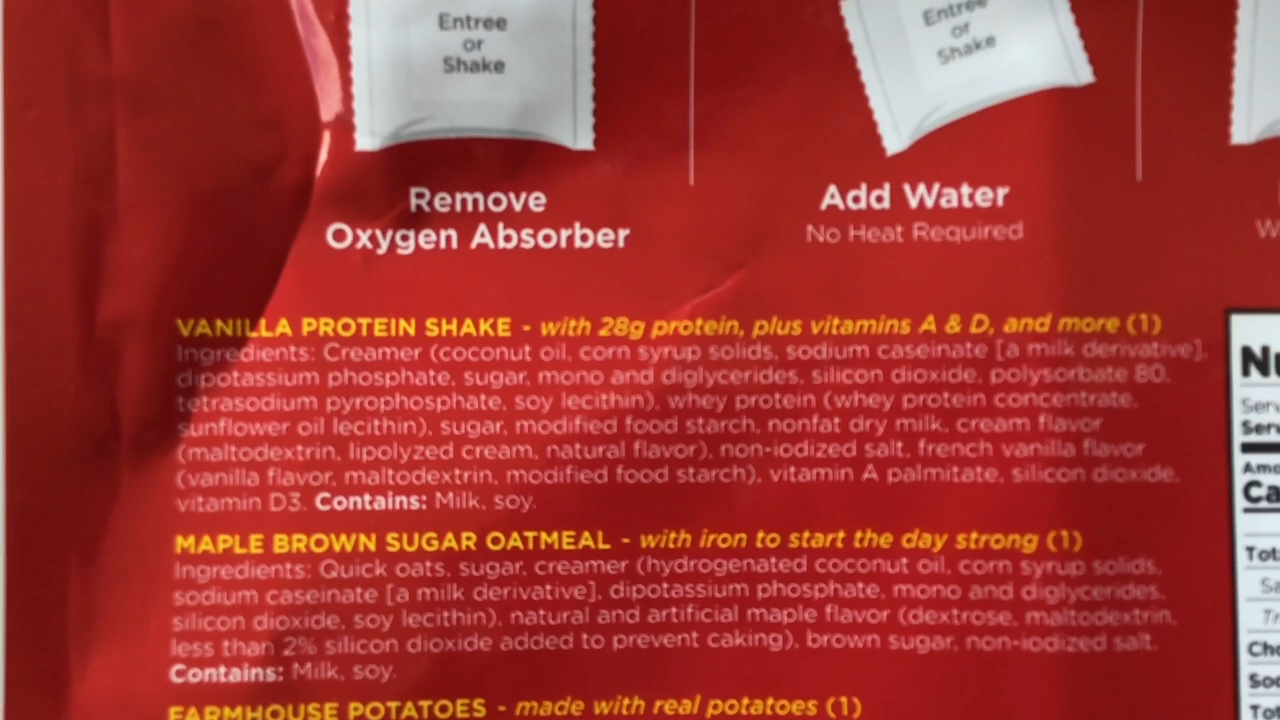 Entree
or
Shake
Entree
or
Shake
Remove
Oxygen Absorber
Add Water
No Heat Required
VANILLA PROTEIN SHAKE - with 28g protein, plus vitamins A & D, and more (1)
Ingredients: Creamer (coconut oil, corn syrup solids, sodium caseinate [a milk derivative],
dipotassium phosphate, sugar, mono and diglycerides, silicon dioxide, polysorbate 80,
tetrasodium pyrophosphate, soy lecithin), whey protein (whey protein concentrate,
sunflower oil lecithin), sugar, modified food starch, nonfat dry milk, cream flavor
(maltodextrin, lipolyzed cream, natural flavor), non-iodized salt, french vanilla flavor
(vanilla flavor, maltodextrin, modified food starch), vitamin A palmitate, silicon dioxide,
vitamin D3. Contains: Milk, soy.
MAPLE BROWN SUGAR OATMEAL - with iron to start the day strong (1)
Ingredients: Quick oats, sugar, creamer (hydrogenated coconut oil, corn syrup solids,
sodium caseinate [a milk derivative], dipotassium phosphate, mono and diglycerides,
silicon dioxide, soy lecithin), natural and artificial maple flavor (dextrose, maltodextrin,
less than 2% silicon dioxide added to prevent caking), brown sugar, non-iodized salt.
Contains: Milk, soy.
FARMHOUSE POTATOES - made with real potatoes (1)